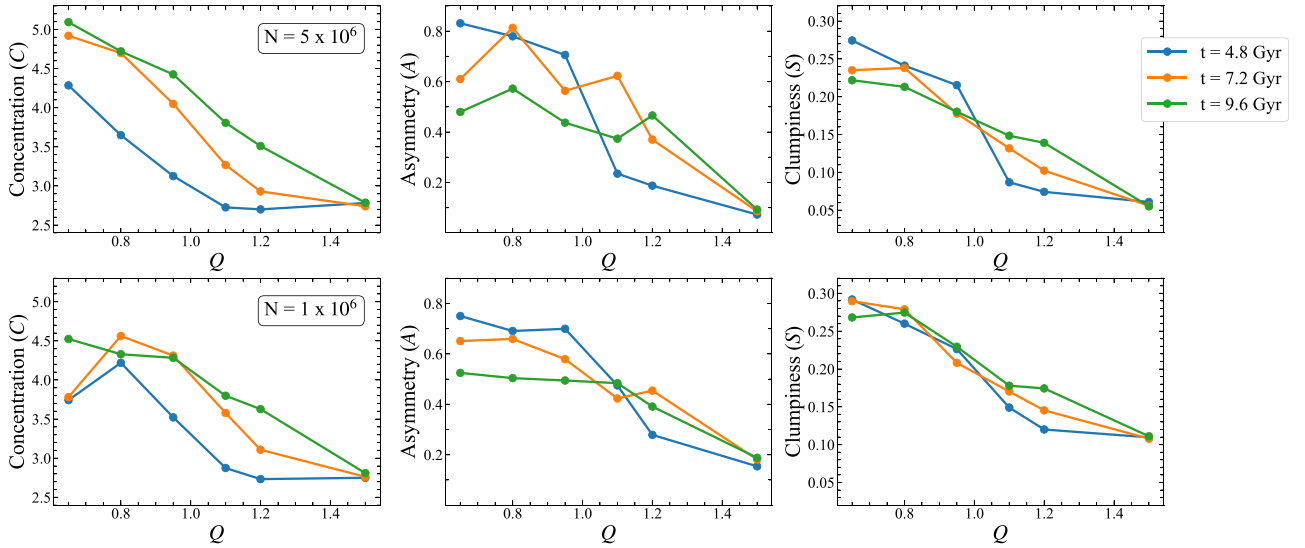 Concentration (C)
5.0
4.5
4.0
3.5
3.0
2.5
N = 5 x 10⁶
0.8 1.0 1.2 1.4
Q
Asymmetry (A)
0.8
0.6
0.4
0.2
0.8 1.0 1.2 1.4
Q
Clumpiness (S)
0.30
0.25
0.20
0.15
0.10
0.05
0.8 1.0 1.2 1.4
Q
t = 4.8 Gyr
t = 7.2 Gyr
t = 9.6 Gyr
Concentration (C)
5.0
4.5
4.0
3.5
3.0
2.5
N = 1 x 10⁶
0.8 1.0 1.2 1.4
Q
Asymmetry (A)
0.8
0.6
0.4
0.2
0.8 1.0 1.2 1.4
Q
Clumpiness (S)
0.30
0.25
0.20
0.15
0.10
0.05
0.8 1.0 1.2 1.4
Q